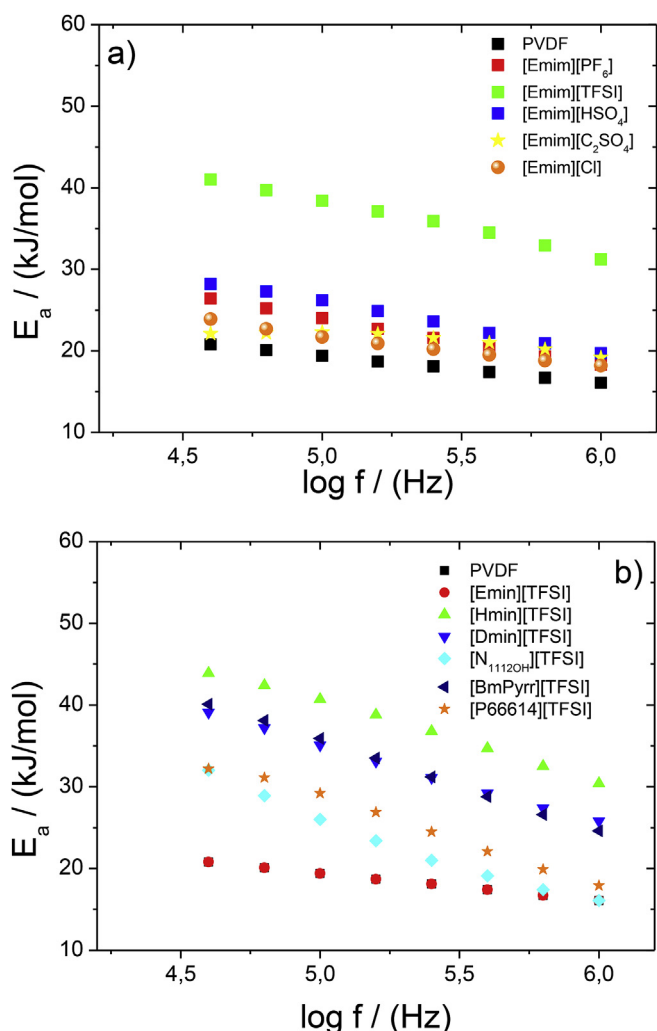 a)
PVDF
[Emim][PF₆]
[Emim][TFSI]
[Emim][HSO₄]
[Emim][C₂SO₄]
[Emim][Cl]
60
50
40
30
20
10
Eₐ / (kJ/mol)
4,5 5,0 5,5 6,0
log f / (Hz)
b)
PVDF
[Emin][TFSI]
[Hmin][TFSI]
[Dmin][TFSI]
[N₁₁₁₂OH][TFSI]
[BmPyrr][TFSI]
[P66614][TFSI]
60
50
40
30
20
10
Eₐ / (kJ/mol)
4,5 5,0 5,5 6,0
log f / (Hz)